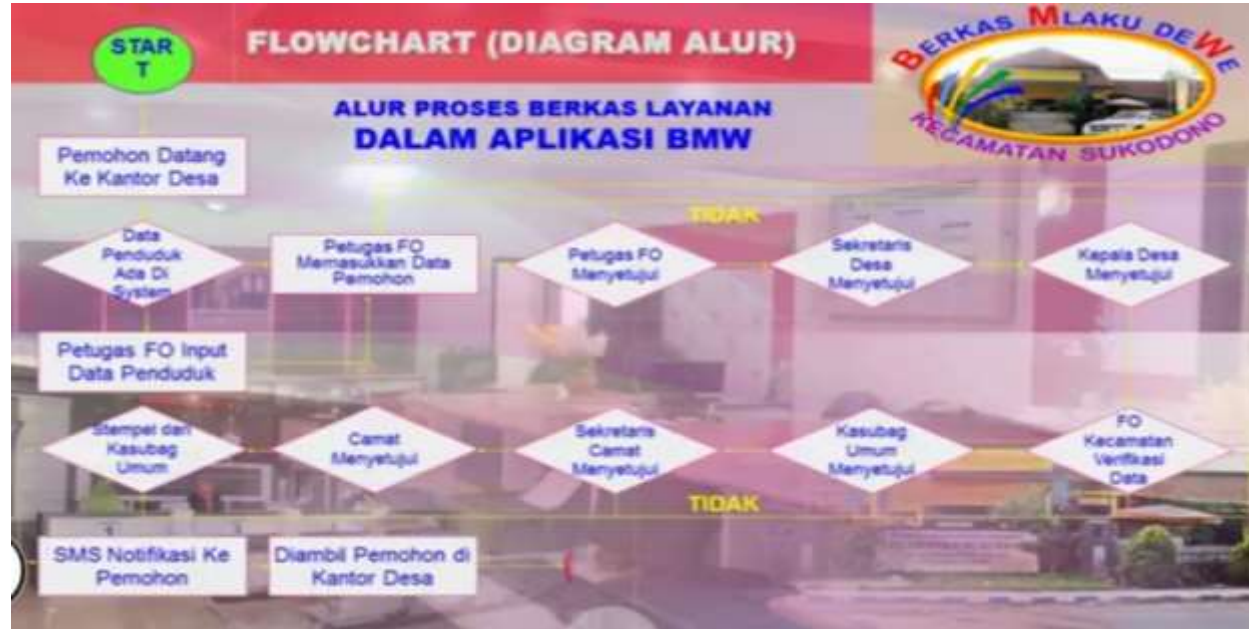 STAR
T
FLOWCHART (DIAGRAM ALUR)
BERKAS MLAKU DEWE
KECAMATAN SUKODONO
ALUR PROSES BERKAS LAYANAN
DALAM APLIKASI BMW
Pemohon Datang
Ke Kantor Desa
TIDAK
Data
Penduduk
Ada Di
System
Petugas FO
Memasukkan Data
Pemohon
Petugas FO
Menyetujui
Sekretaris
Desa
Menyetujui
Kepala Desa
Menyetujui
Petugas FO Input
Data Penduduk
Stempel dan
Kasubag
Umum
Camat
Menyetujui
Sekretaris
Camat
Menyetujui
Kasubag
Umum
Menyetujui
FO
Kecamatan
Verifikasi
Data
TIDAK
SMS Notifikasi Ke
Pemohon
Diambil Pemohon di
Kantor Desa